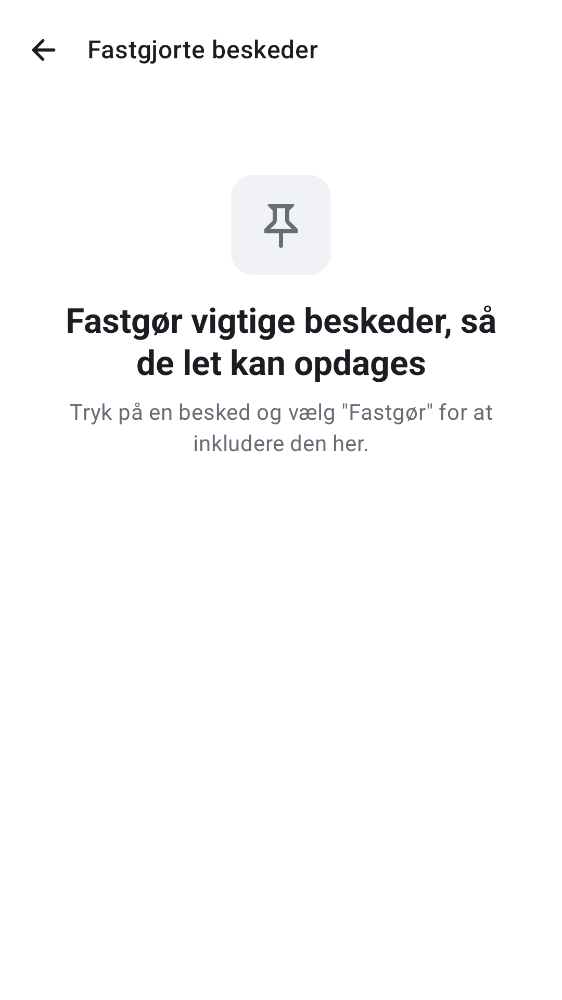 Fastgjorte beskeder
Fastgør vigtige beskeder, så
de let kan opdages
Tryk på en besked og vælg "Fastgør" for at
inkludere den her.